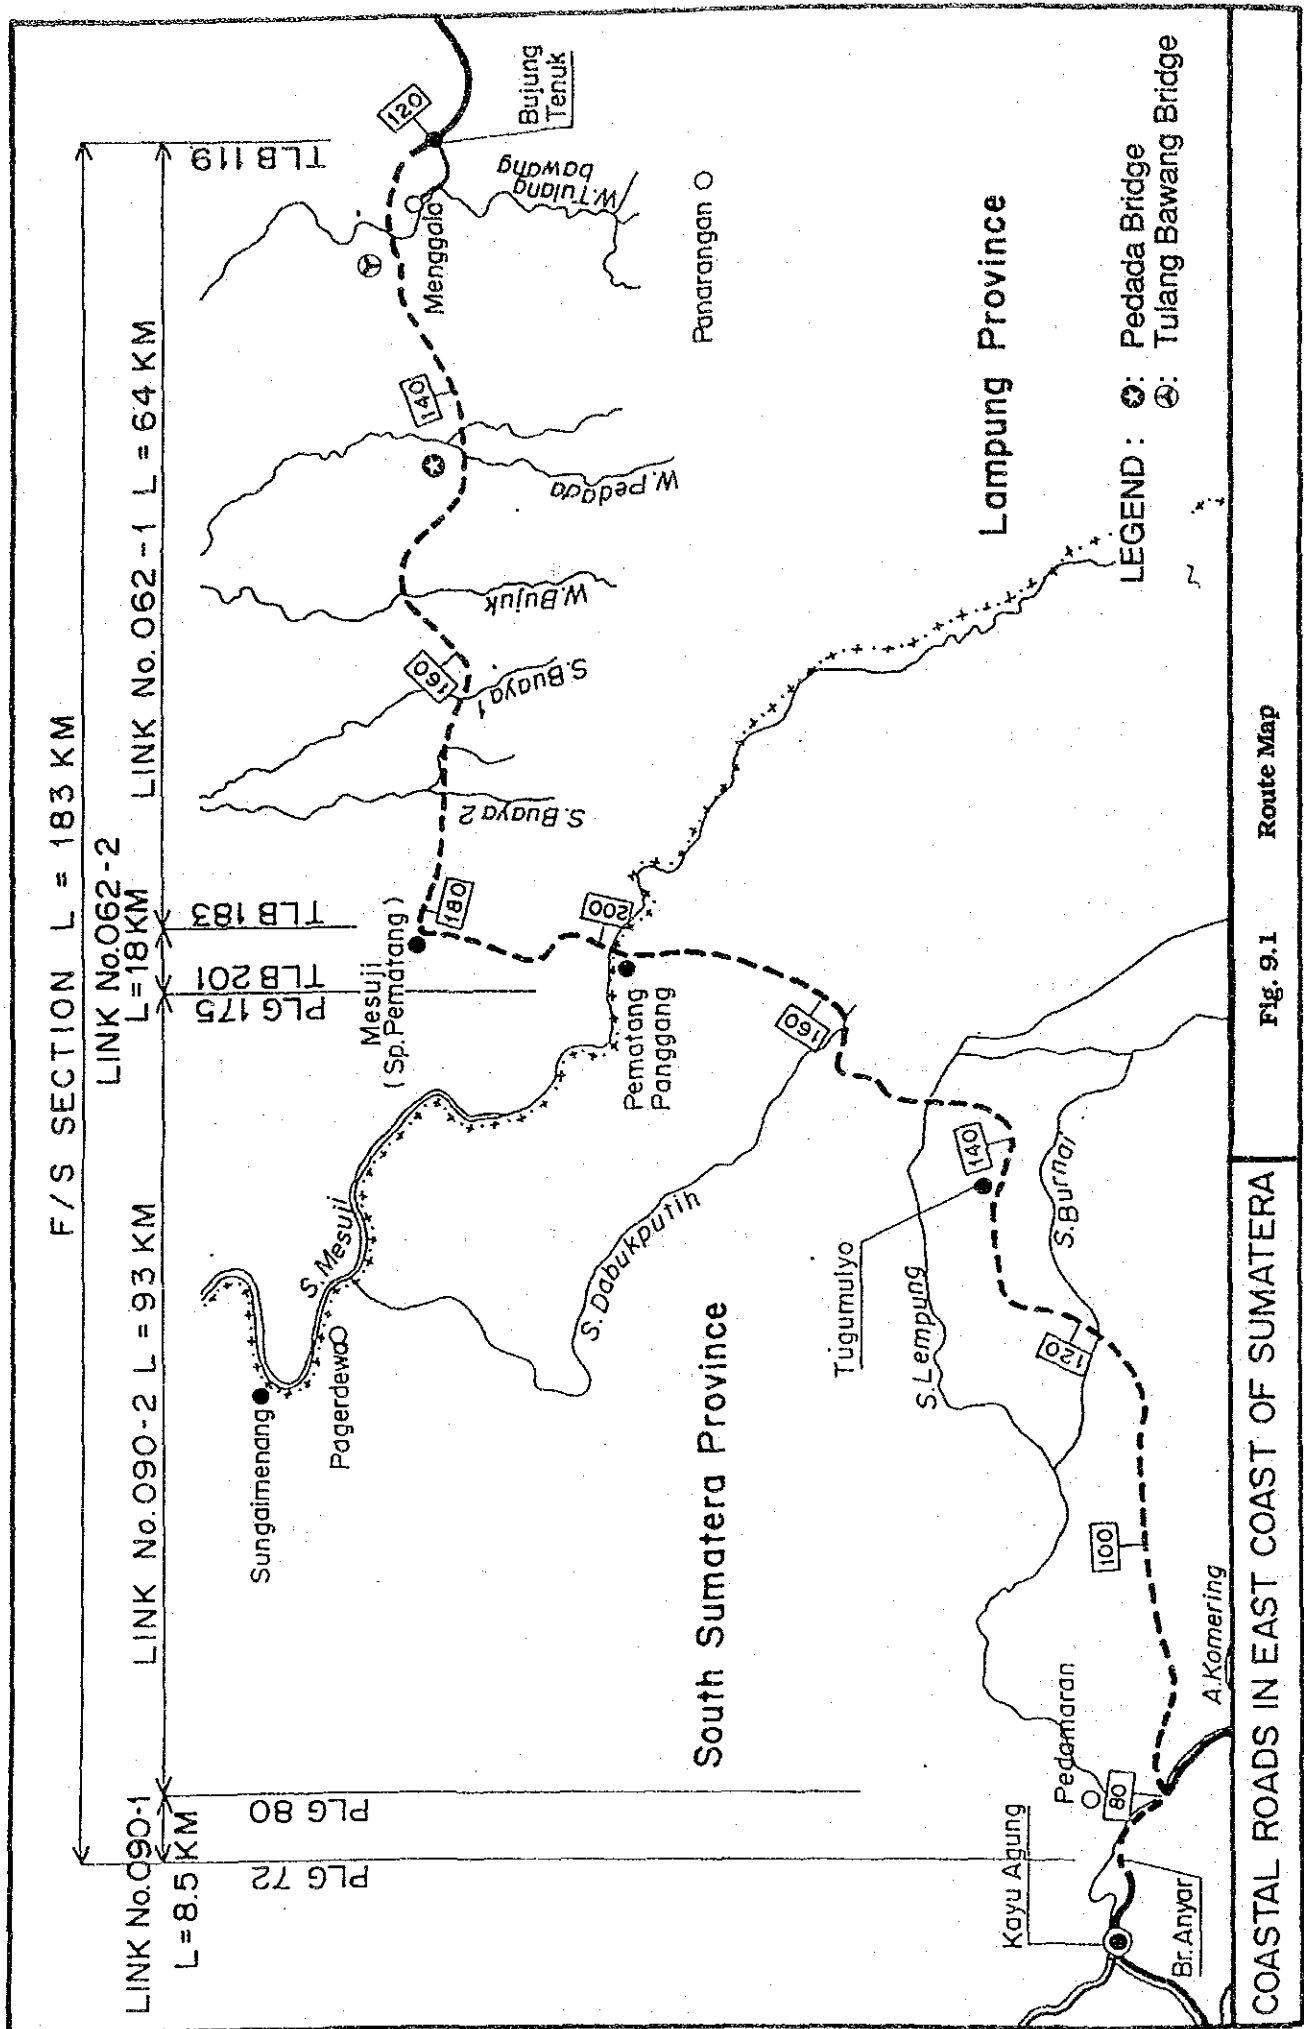 F/S SECTION L = 183 KM
LINK No.090-1
L=8.5 KM
LINK No.090-2 L = 93 KM
LINK No.062-2
L=18KM
LINK No. 062-1 L = 64 KM
PLG 72
PLG 80
PLG 175
TLB 201
TLB 183
TLB 119
Sungaimenang
Pagerdewa
S.Mesuji
Mesuji
(Sp.Pematang)
180
S.Buaya 2
160
S.Buaya 1
W.Bujuk
W.Pedada
140
Menggala
W.Tulang
bawang
120
Bujung
Tenuk
Panarangan
200
Pematang
Panggang
S.Dabukputih
160
South Sumatera Province
Lampung Province
Tugumulyo
140
S.Lempung
S.Burnai
120
100
Pedamaran
80
Kayu Agung
Br.Anyar
A.Komering
LEGEND :
: Pedada Bridge
: Tulang Bawang Bridge
COASTAL ROADS IN EAST COAST OF SUMATERA
Fig. 9.1 Route Map